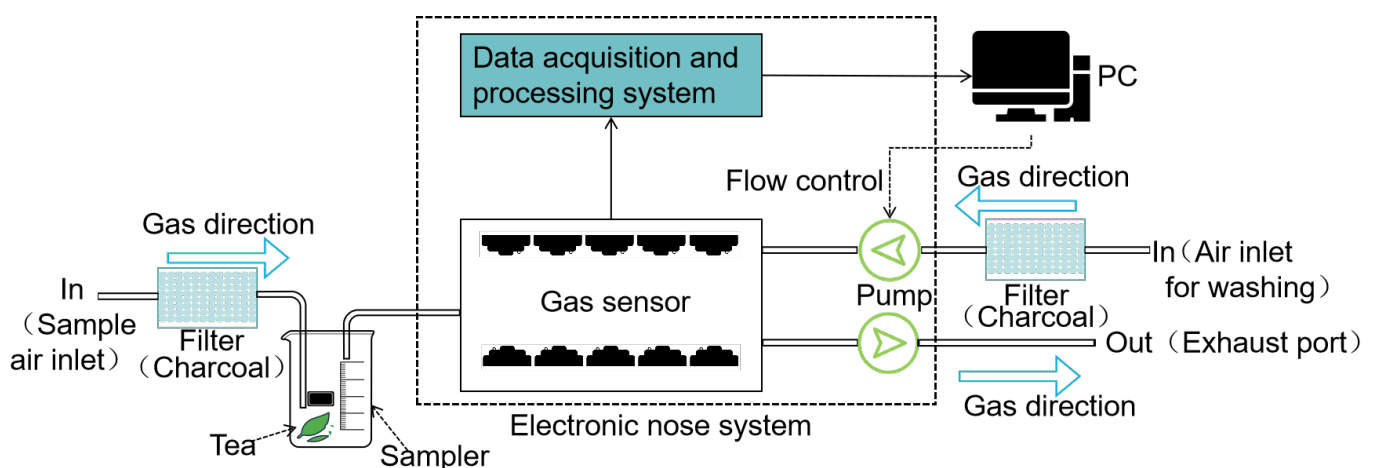 Data acquisition and
processing system
PC
Flow control
Gas direction
Gas direction
In
（Sample
air inlet）
Filter
（Charcoal）
Gas sensor
Pump
Filter
（Charcoal）
In（Air inlet
for washing）
Out（Exhaust port）
Gas direction
Electronic nose system
Tea
Sampler